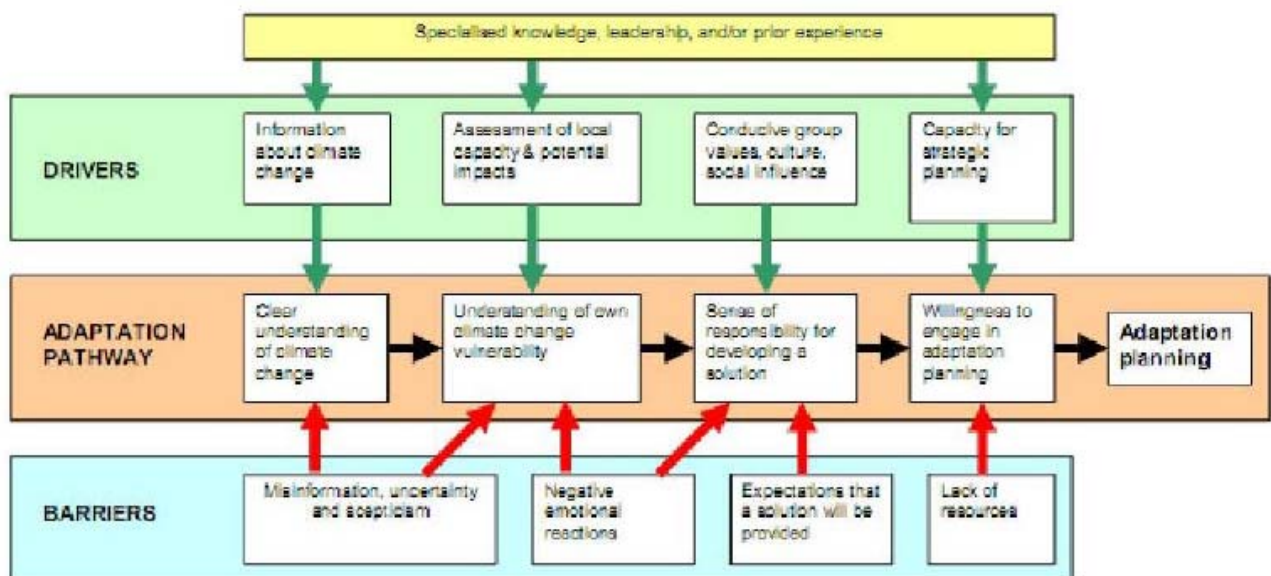 Specialised knowledge, leadership, and/or prior experience
DRIVERS
Information
about climate
change
Assessment of local
capacity & potential
impacts
Conducive group
values, culture,
social influence
Capacity for
strategic
planning
ADAPTATION
PATHWAY
Clear
understanding
of climate
change
Understanding of own
climate change
vulnerability
Sense of
responsibility for
developing a
solution
Willingness to
engage in
adaptation
planning
Adaptation
planning
BARRIERS
Misinformation, uncertainty
and scepticism
Negative
emotional
reactions
Expectations that
a solution will be
provided
Lack of
resources